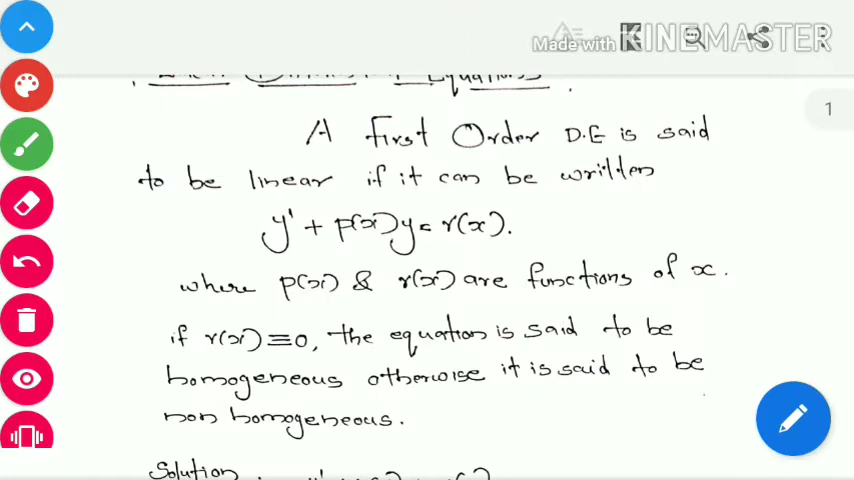 Made with KINEMASTER
Equations.
1
A First Order D.E is said
to be linear if it can be written
y' + p(x)y = r(x).
where p(x) & r(x) are functions of x.
if r(x) ≡ 0, the equation is said to be
homogeneous otherwise it is said to be
non homogeneous.
Solution